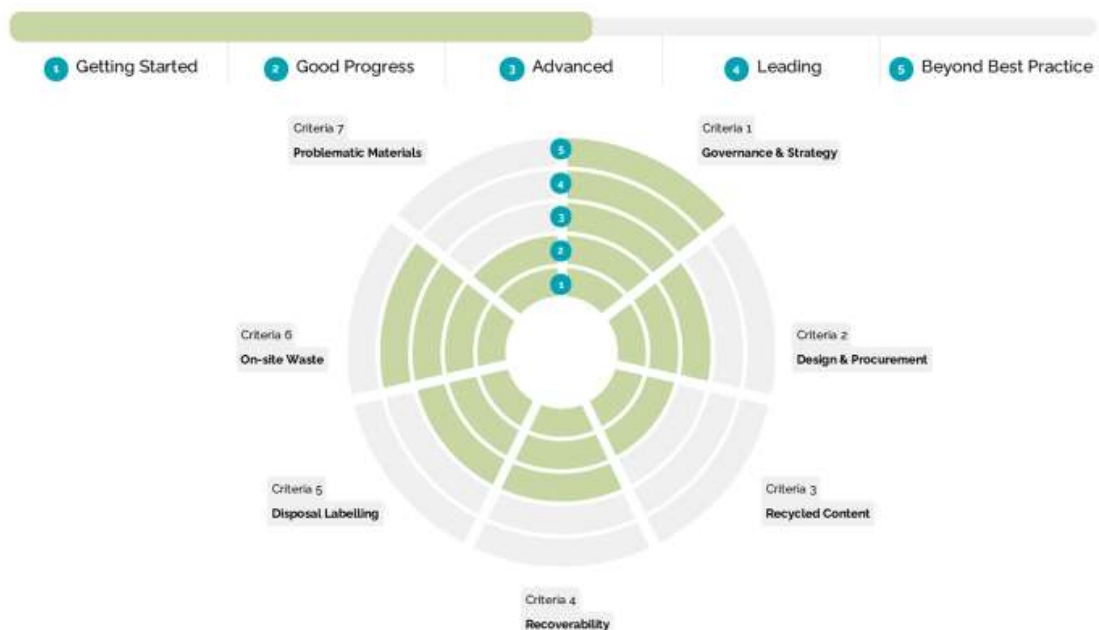 1 Getting Started
2 Good Progress
3 Advanced
4 Leading
5 Beyond Best Practice
Criteria 7
Problematic Materials
Criteria 1
Governance & Strategy
5
4
3
2
1
Criteria 6
On-site Waste
Criteria 2
Design & Procurement
Criteria 5
Disposal Labelling
Criteria 3
Recycled Content
Criteria 4
Recoverability